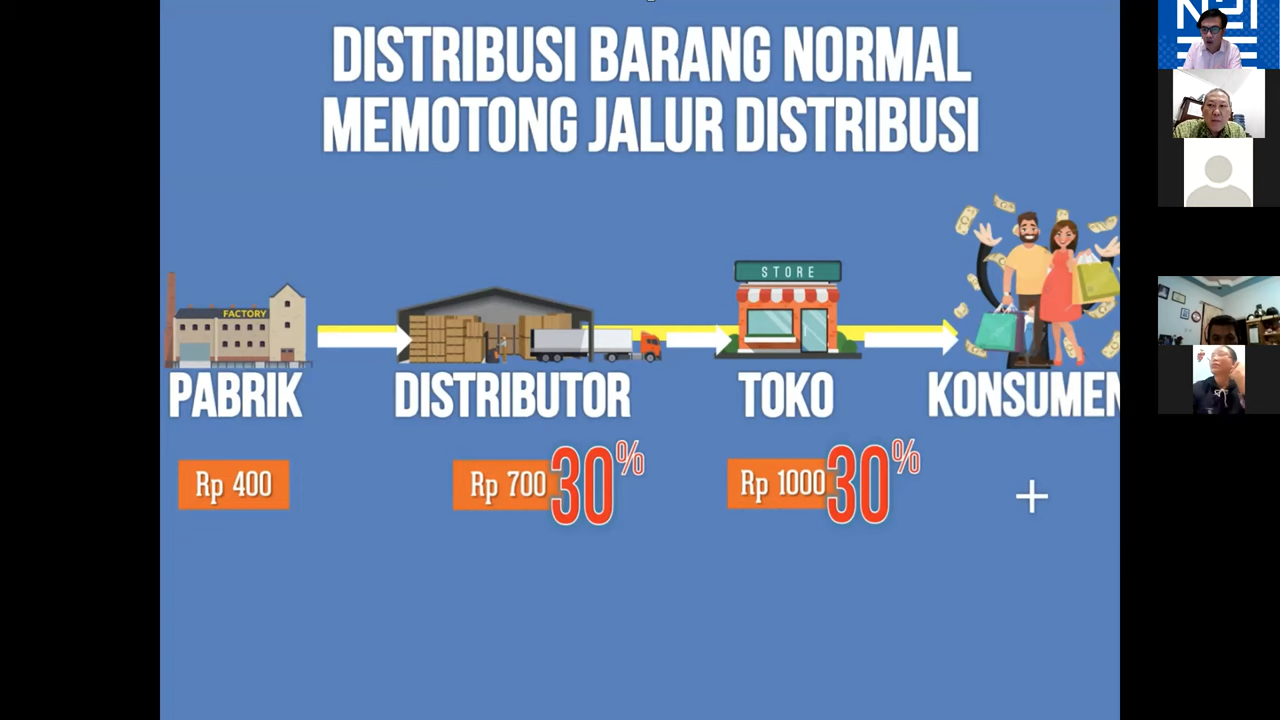 DISTRIBUSI BARANG NORMAL
MEMOTONG JALUR DISTRIBUSI
FACTORY
STORE
PABRIK
DISTRIBUTOR
TOKO
KONSUMEN
Rp 400
Rp 700
30%
Rp 1000
30%
+